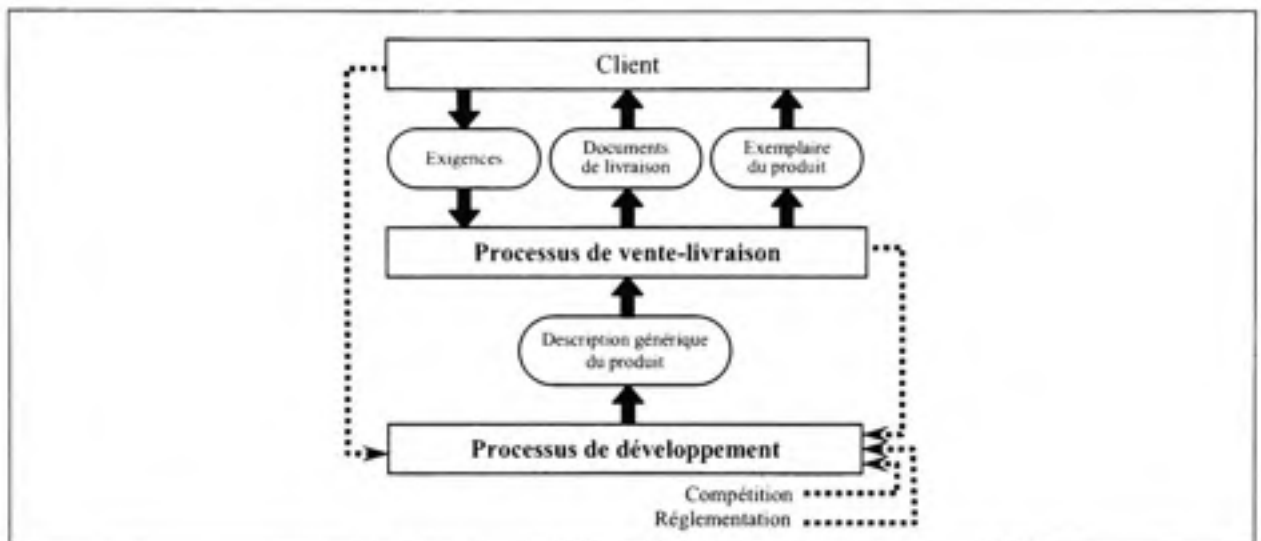 Client
Exigences
Documents
de livraison
Exemplaire
du produit
Processus de vente-livraison
Description générique
du produit
Processus de développement
Compétition
Réglementation